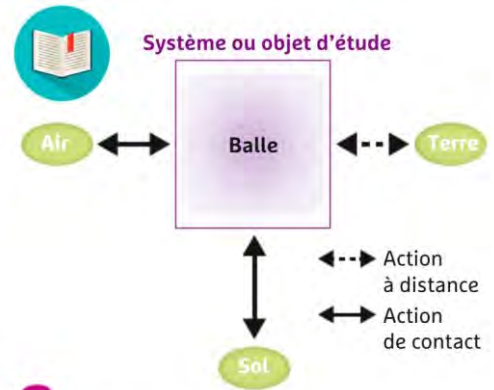 Système ou objet d'étude
Air
Balle
Terre
Action
à distance
Action
de contact
Sol